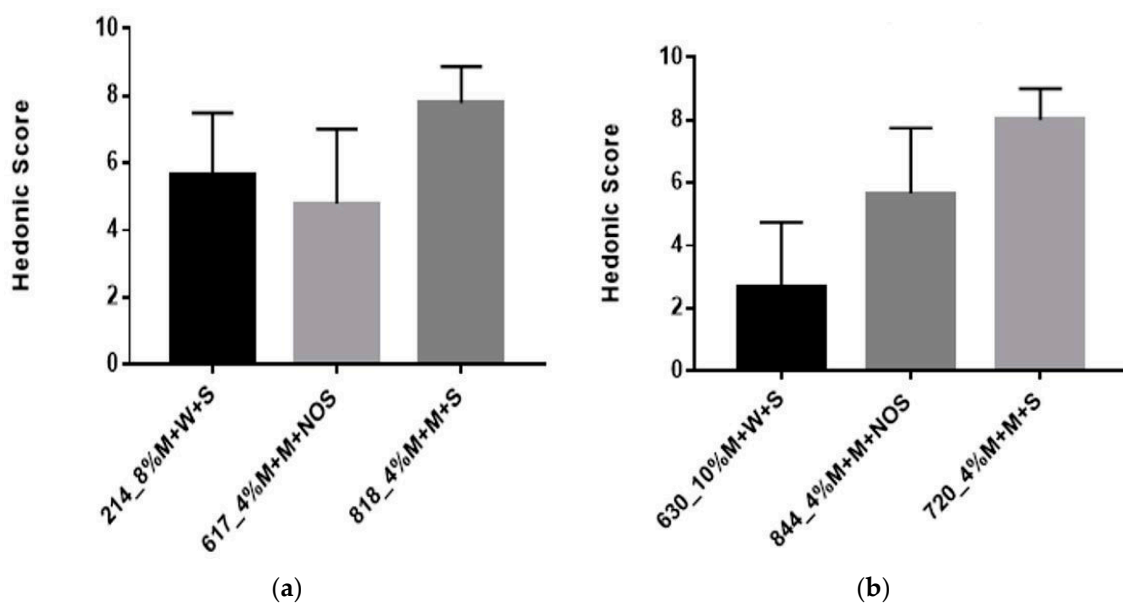 10
8
6
4
2
0
Hedonic Score
214_8%M+W+S
617_4%M+M+NOS
818_4%M+M+S
(a)
10
8
6
4
2
0
Hedonic Score
630_10%M+W+S
844_4%M+M+NOS
720_4%M+M+S
(b)